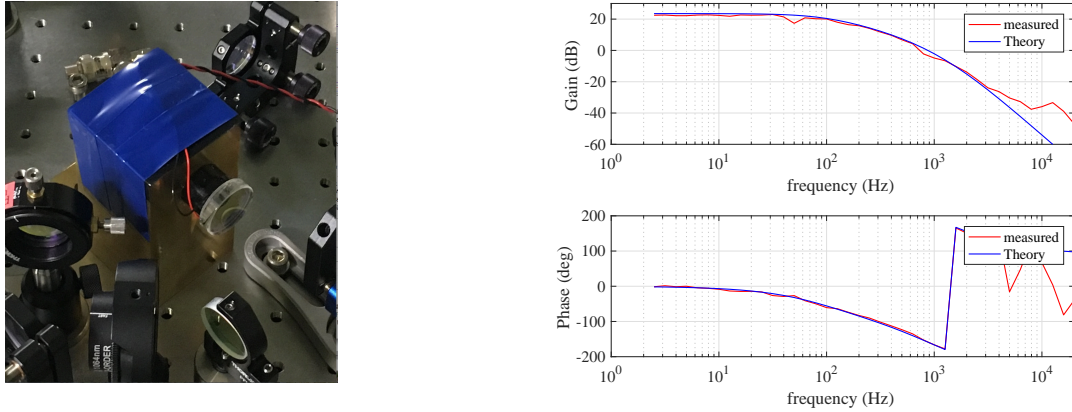 20
0
-20
-40
-60
Gain (dB)
measured
Theory
10^0
10^1
10^2
10^3
10^4
frequency (Hz)
200
100
0
-100
-200
Phase (deg)
measured
Theory
10^0
10^1
10^2
10^3
10^4
frequency (Hz)